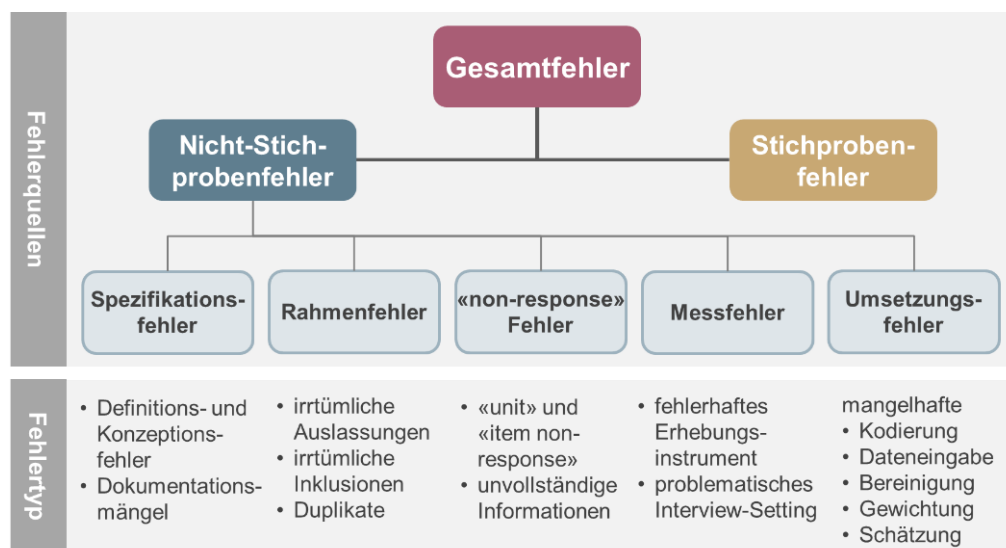 Fehlerquellen
Gesamtfehler
Nicht-Stich-
probenfehler
Stichproben-
fehler
Spezifikations-
fehler
Rahmenfehler
«non-response»
Fehler
Messfehler
Umsetzungs-
fehler
Fehlertyp
• Definitions- und
Konzeptions-
fehler
• Dokumentations-
mängel
• irrtümliche
Auslassungen
• irrtümliche
Inklusionen
• Duplikate
• «unit» und
«item non-
response»
• unvollständige
Informationen
• fehlerhaftes
Erhebungs-
instrument
• problematisches
Interview-Setting
mangelhafte
• Kodierung
• Dateneingabe
• Bereinigung
• Gewichtung
• Schätzung